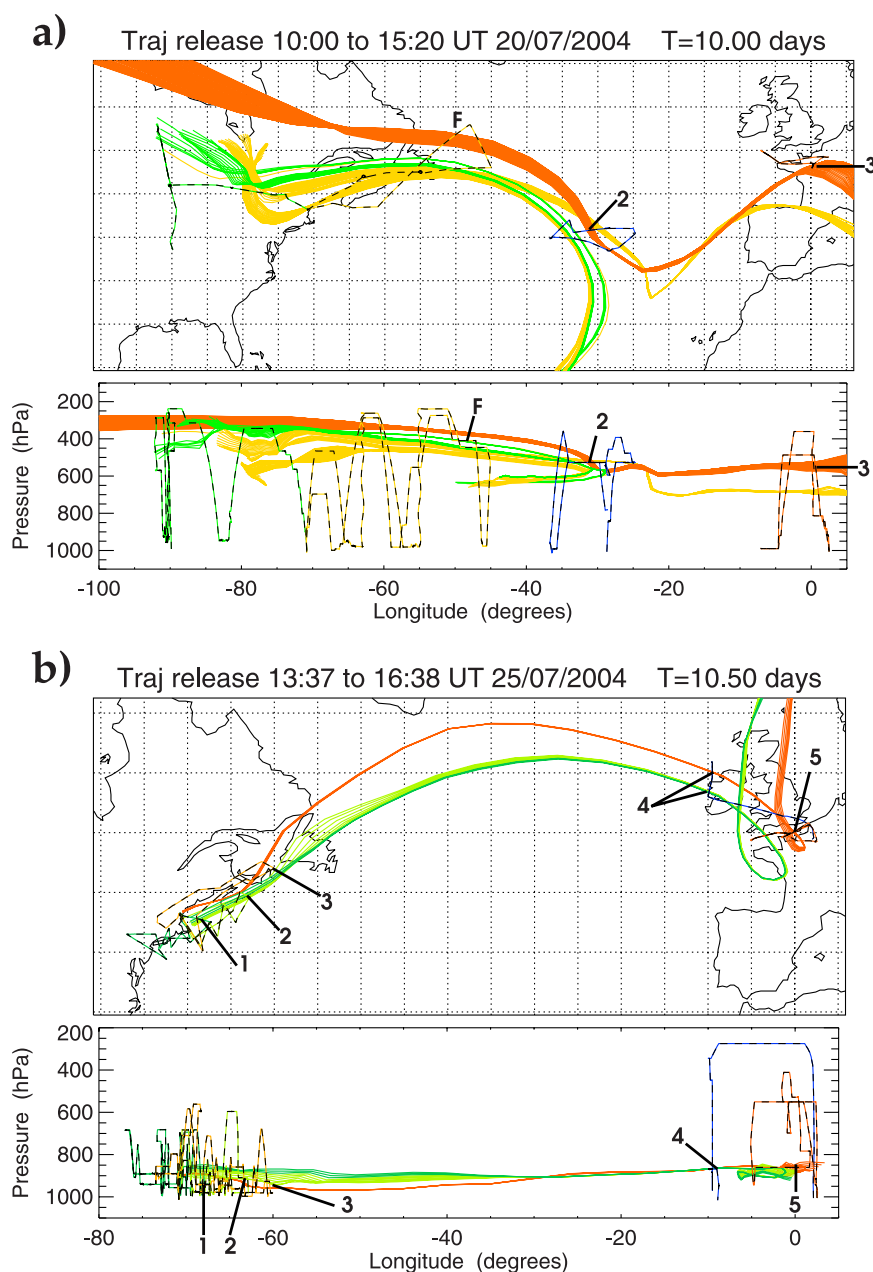 a)
Traj release 10:00 to 15:20 UT 20/07/2004 T=10.00 days
F
2
3
200
400
600
800
1000
Pressure (hPa)
F
2
3
-100 -80 -60 -40 -20 0
Longitude (degrees)
b)
Traj release 13:37 to 16:38 UT 25/07/2004 T=10.50 days
5
4
3
2
1
200
400
600
800
1000
Pressure (hPa)
4
3
5
1 2
-80 -60 -40 -20 0
Longitude (degrees)